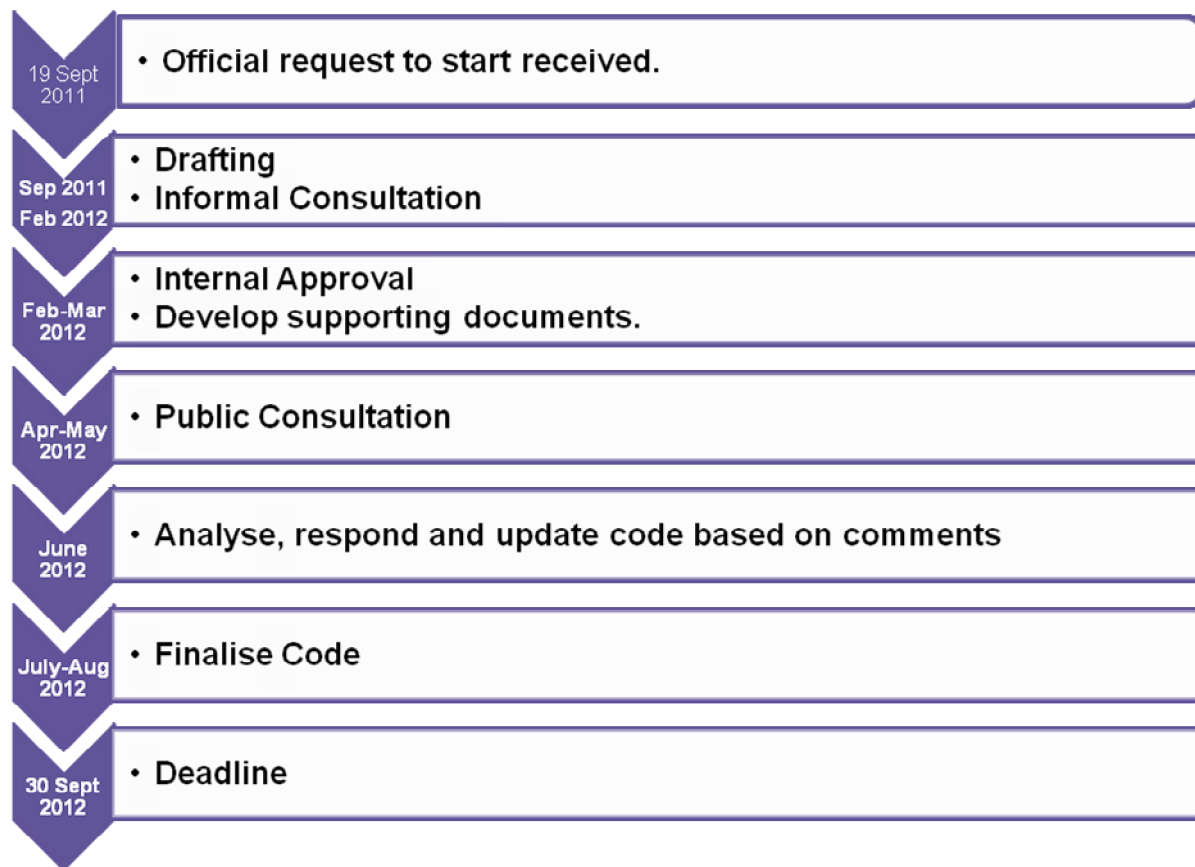 19 Sept
2011
• Official request to start received.
Sep 2011
Feb 2012
• Drafting
• Informal Consultation
Feb-Mar
2012
• Internal Approval
• Develop supporting documents.
Apr-May
2012
• Public Consultation
June
2012
• Analyse, respond and update code based on comments
July-Aug
2012
• Finalise Code
30 Sept
2012
• Deadline